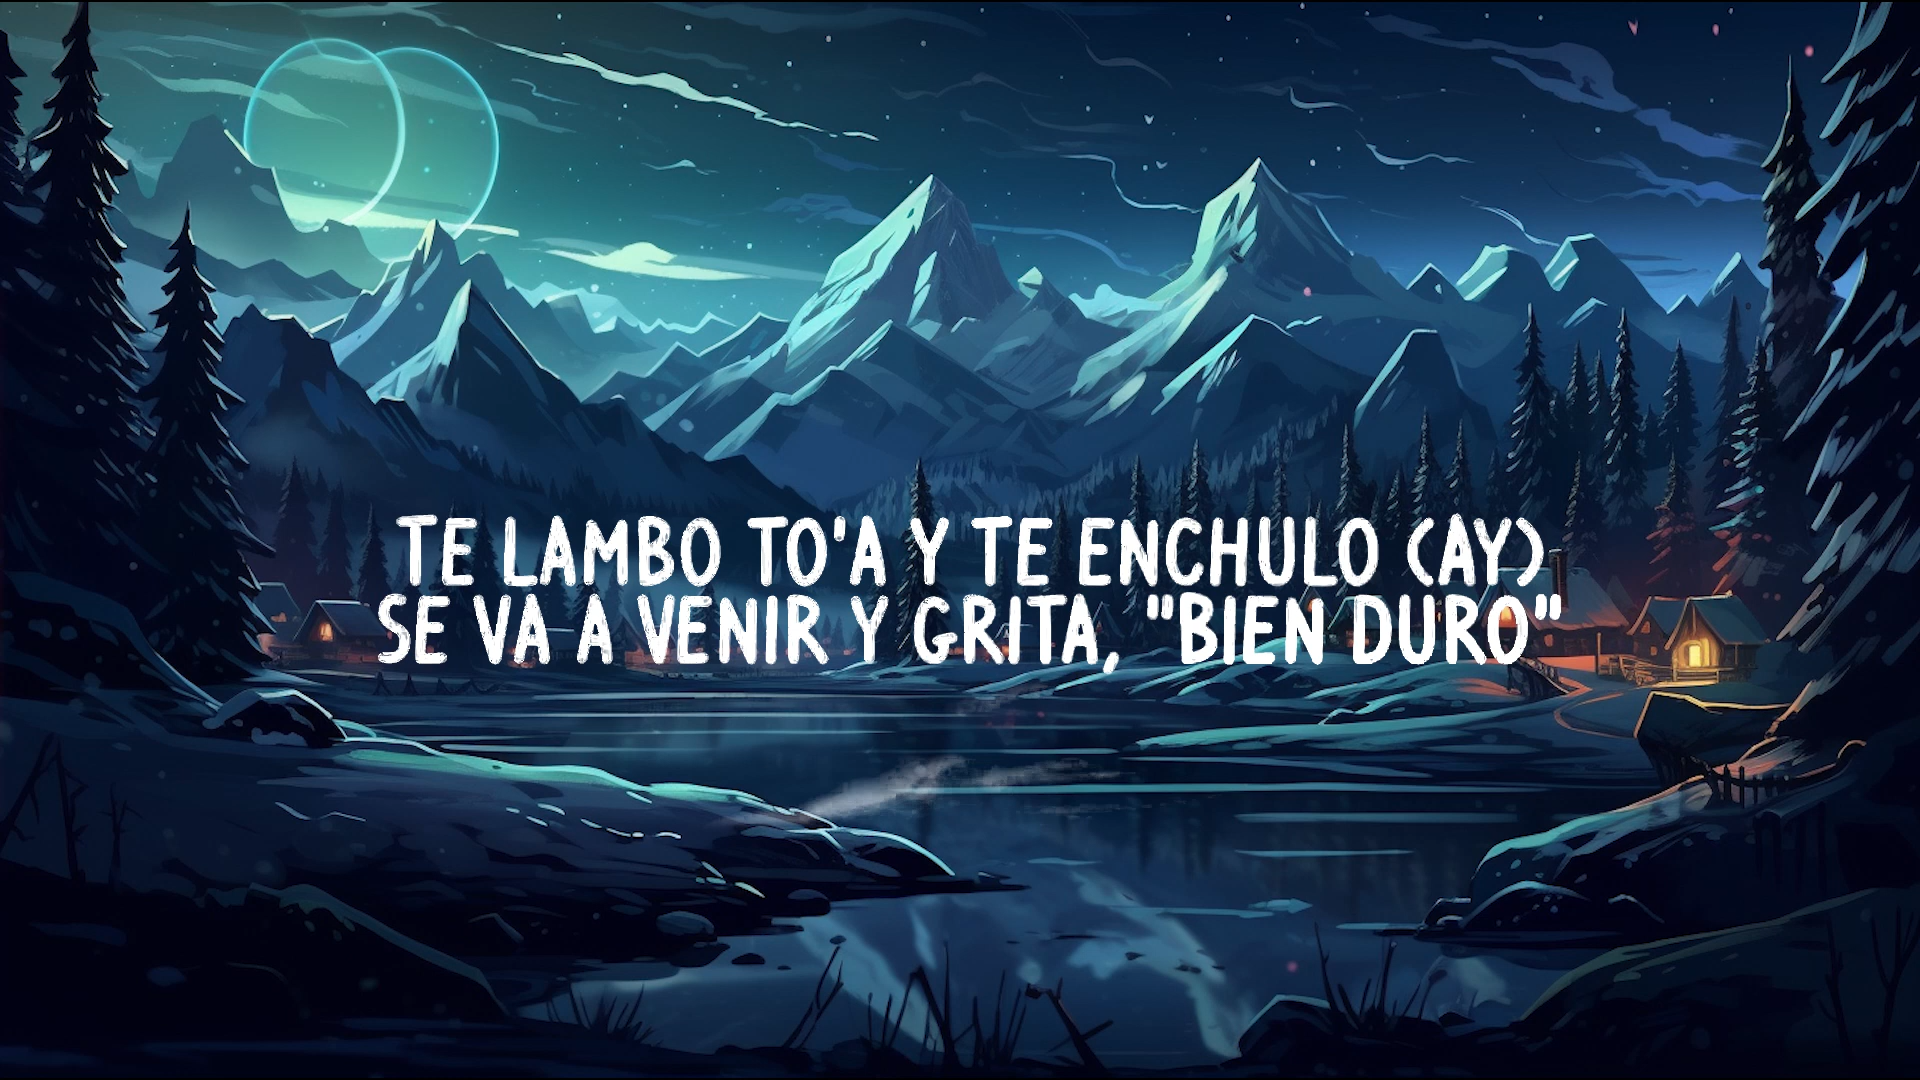 TE LAMBO TO'A Y TE ENCHULO (AY)
SE VA A VENIR Y GRITA, "BIEN DURO"